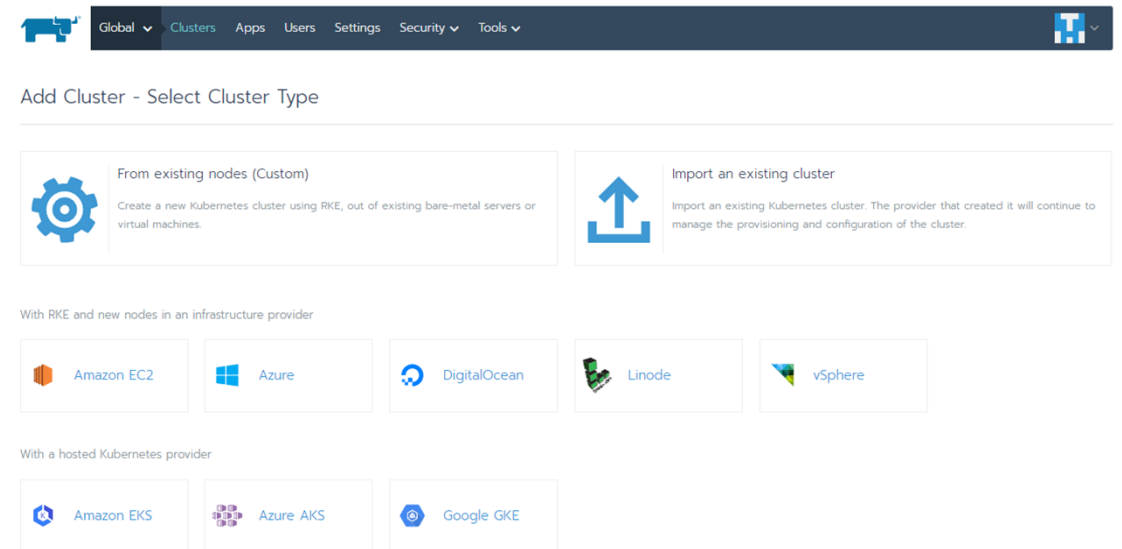 Global Clusters Apps Users Settings Security Tools
Add Cluster - Select Cluster Type
From existing nodes (Custom)
Create a new Kubernetes cluster using RKE, out of existing bare-metal servers or
virtual machines.
Import an existing cluster
Import an existing Kubernetes cluster. The provider that created it will continue to
manage the provisioning and configuration of the cluster.
With RKE and new nodes in an infrastructure provider
Amazon EC2
Azure
DigitalOcean
Linode
vSphere
With a hosted Kubernetes provider
Amazon EKS
Azure AKS
Google GKE